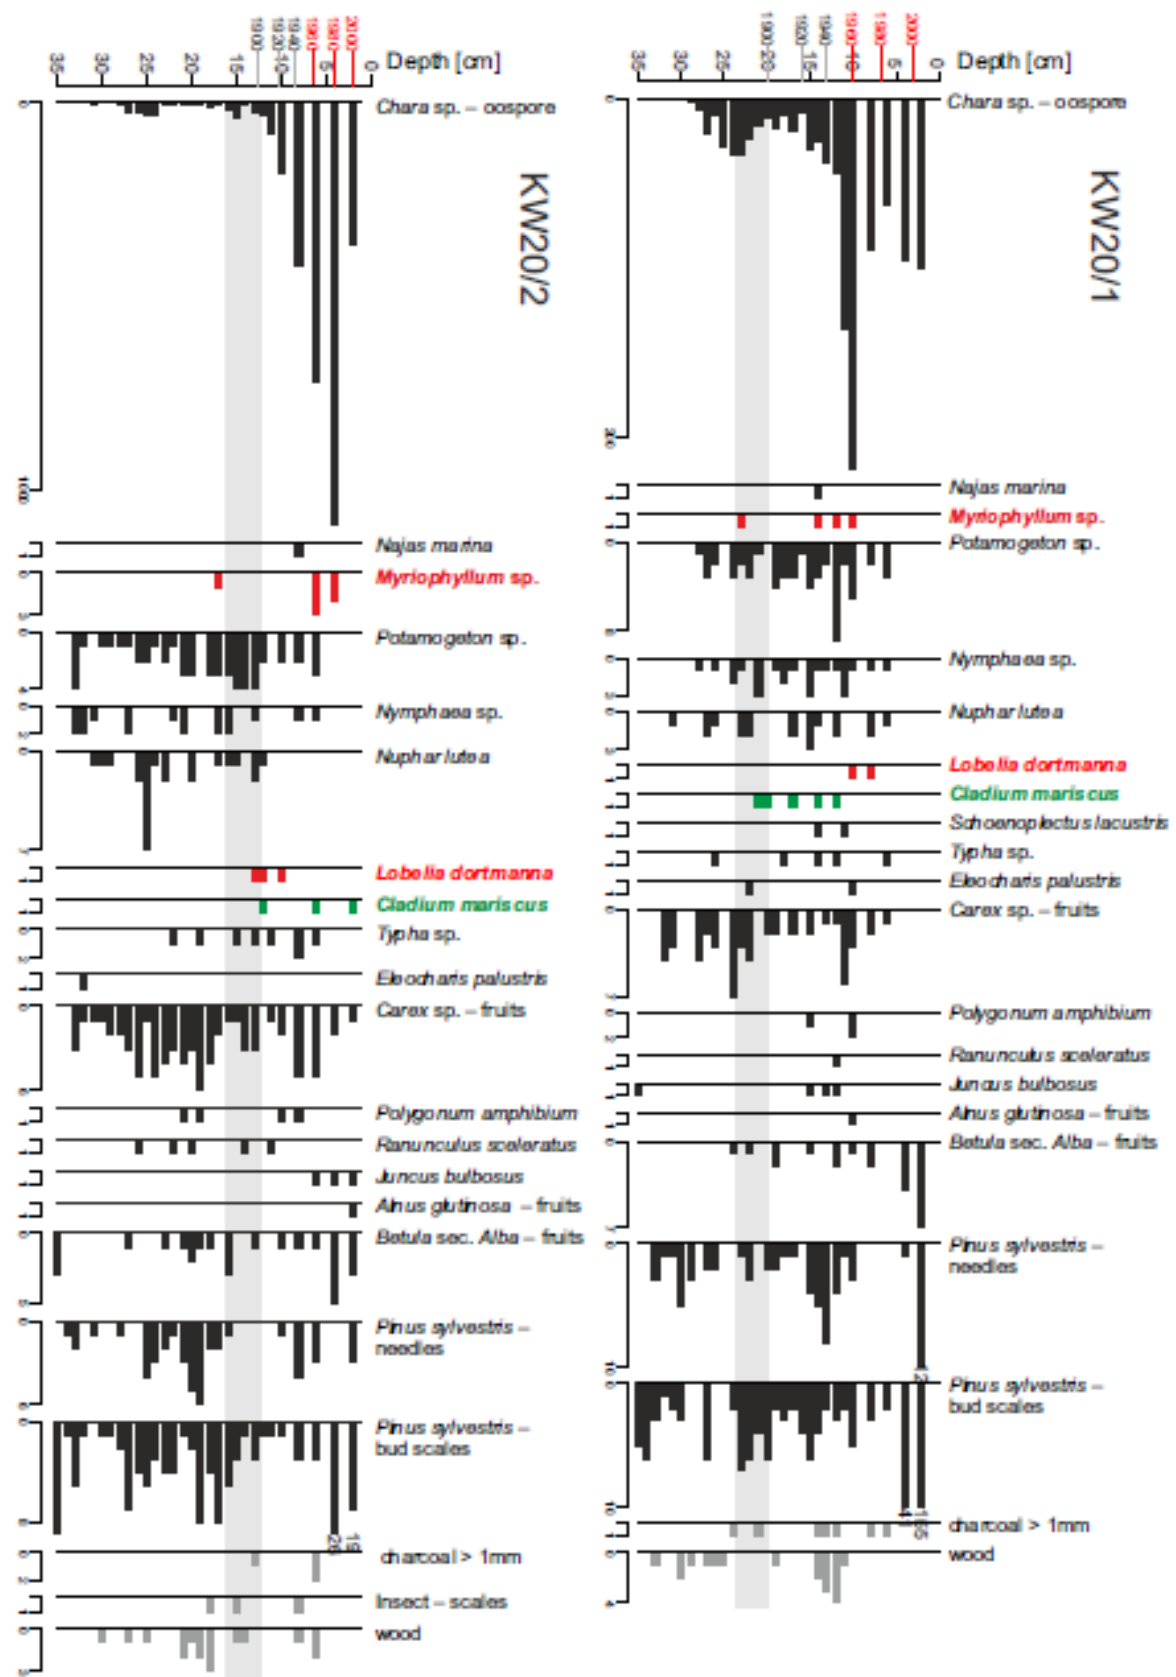 KW20/1
Depth [cm]
0
5
15
20
25
30
35
2000
1980
1960
1940
1920
1900
Chara sp. – oospore
Najas marina
Myriophyllum sp.
Potamogeton sp.
Nymphaea sp.
Nuphar lutea
Lobelia dortmanna
Cladium mariscus
Schoenoplectus lacustris
Typha sp.
Eleocharis palustris
Carex sp. – fruits
Polygonum amphibium
Ranunculus sceleratus
Juncus bulbosus
Alnus glutinosa – fruits
Betula sec. Alba – fruits
Pinus sylvestris –
needles
Pinus sylvestris –
bud scales
charcoal > 1mm
wood
KW20/2
Depth [cm]
0
5
10
15
20
25
30
35
2000
1980
1960
1940
1920
1900
Chara sp. – oospore
Najas marina
Myriophyllum sp.
Potamogeton sp.
Nymphaea sp.
Nuphar lutea
Lobelia dortmanna
Cladium mariscus
Typha sp.
Eleocharis palustris
Carex sp. – fruits
Polygonum amphibium
Ranunculus sceleratus
Juncus bulbosus
Alnus glutinosa – fruits
Betula sec. Alba – fruits
Pinus sylvestris –
needles
Pinus sylvestris –
bud scales
charcoal > 1mm
Insect – scales
wood